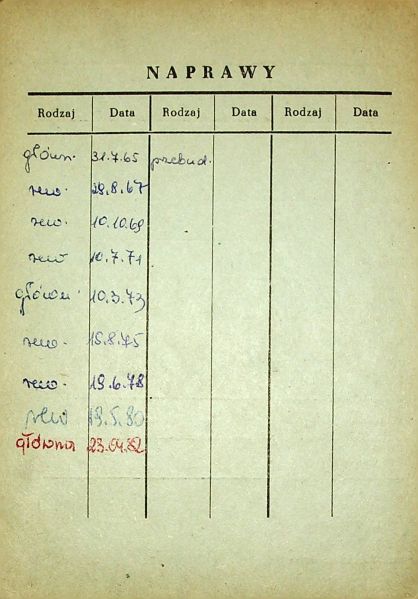 NAPRAWY
Rodzaj Data Rodzaj Data Rodzaj Data
główn. 31.7.65 przebud.
rew. 29.8.67
rew. 10.10.69
rew 10.7.71
główn. 10.3.73
rew. 15.8.75
rew. 19.6.78
rew 19.5.80
główna 23.04.82